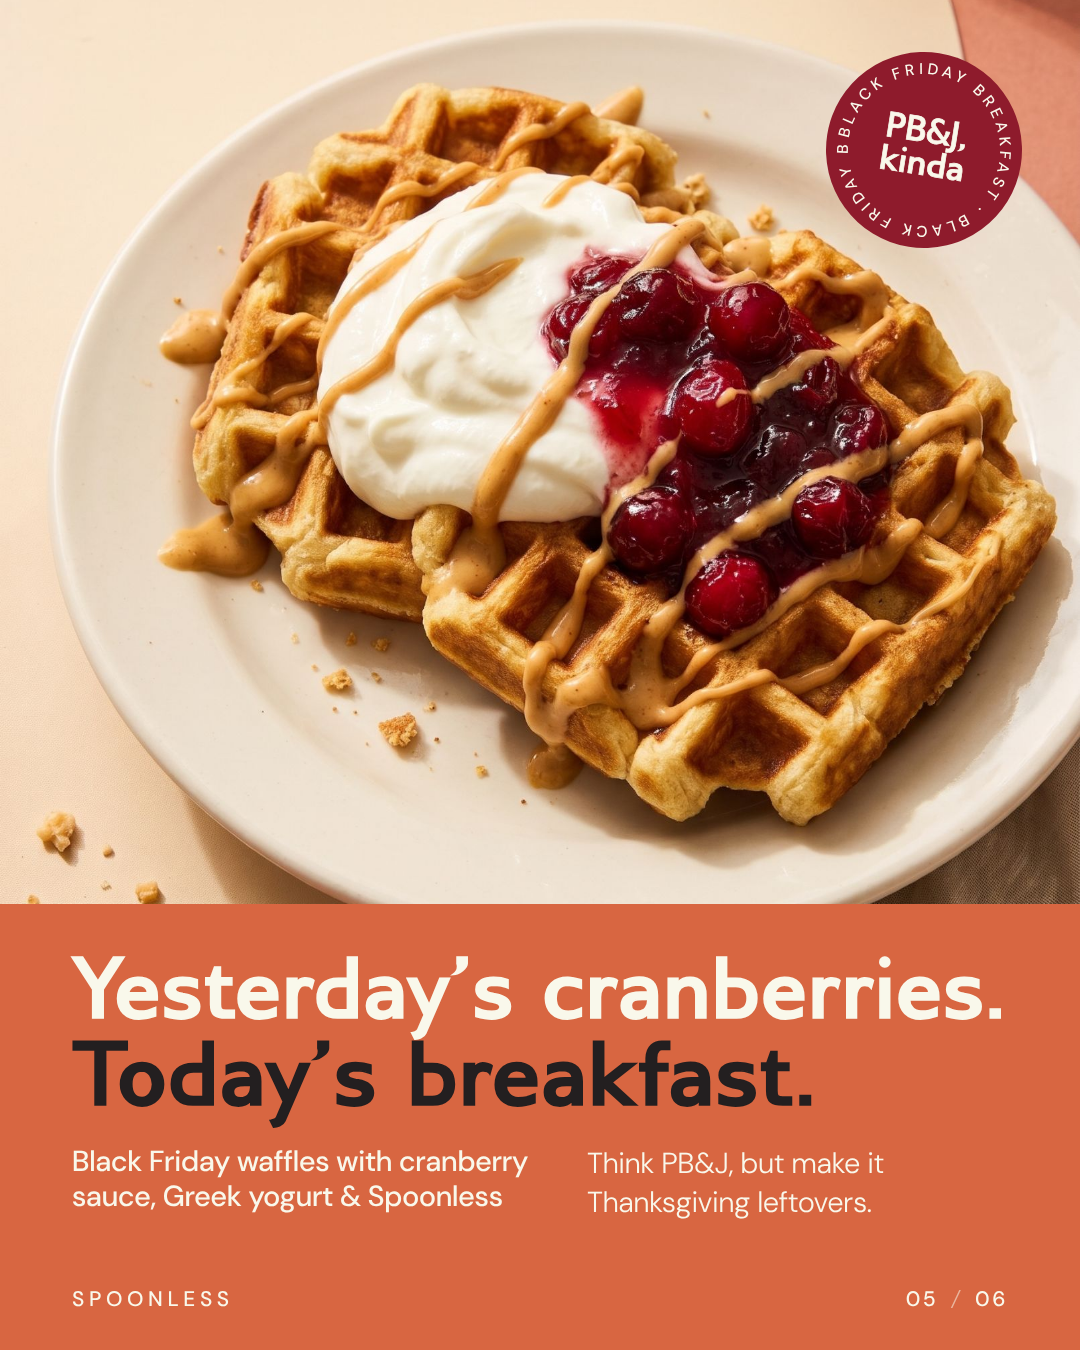 BLACK FRIDAY BREAKFAST · BLACK FRIDAY B
PB&J,
kinda
Yesterday’s cranberries.
Today’s breakfast.
Black Friday waffles with cranberry
sauce, Greek yogurt & Spoonless
Think PB&J, but make it
Thanksgiving leftovers.
SPOONLESS
05 / 06